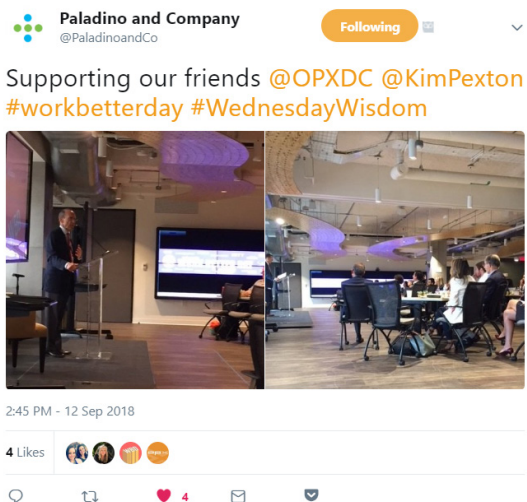 Paladino and Company
@PaladinoandCo
Following
Supporting our friends @OPXDC @KimPexton
#workbetterday #WednesdayWisdom
2:45 PM - 12 Sep 2018
4 Likes
4